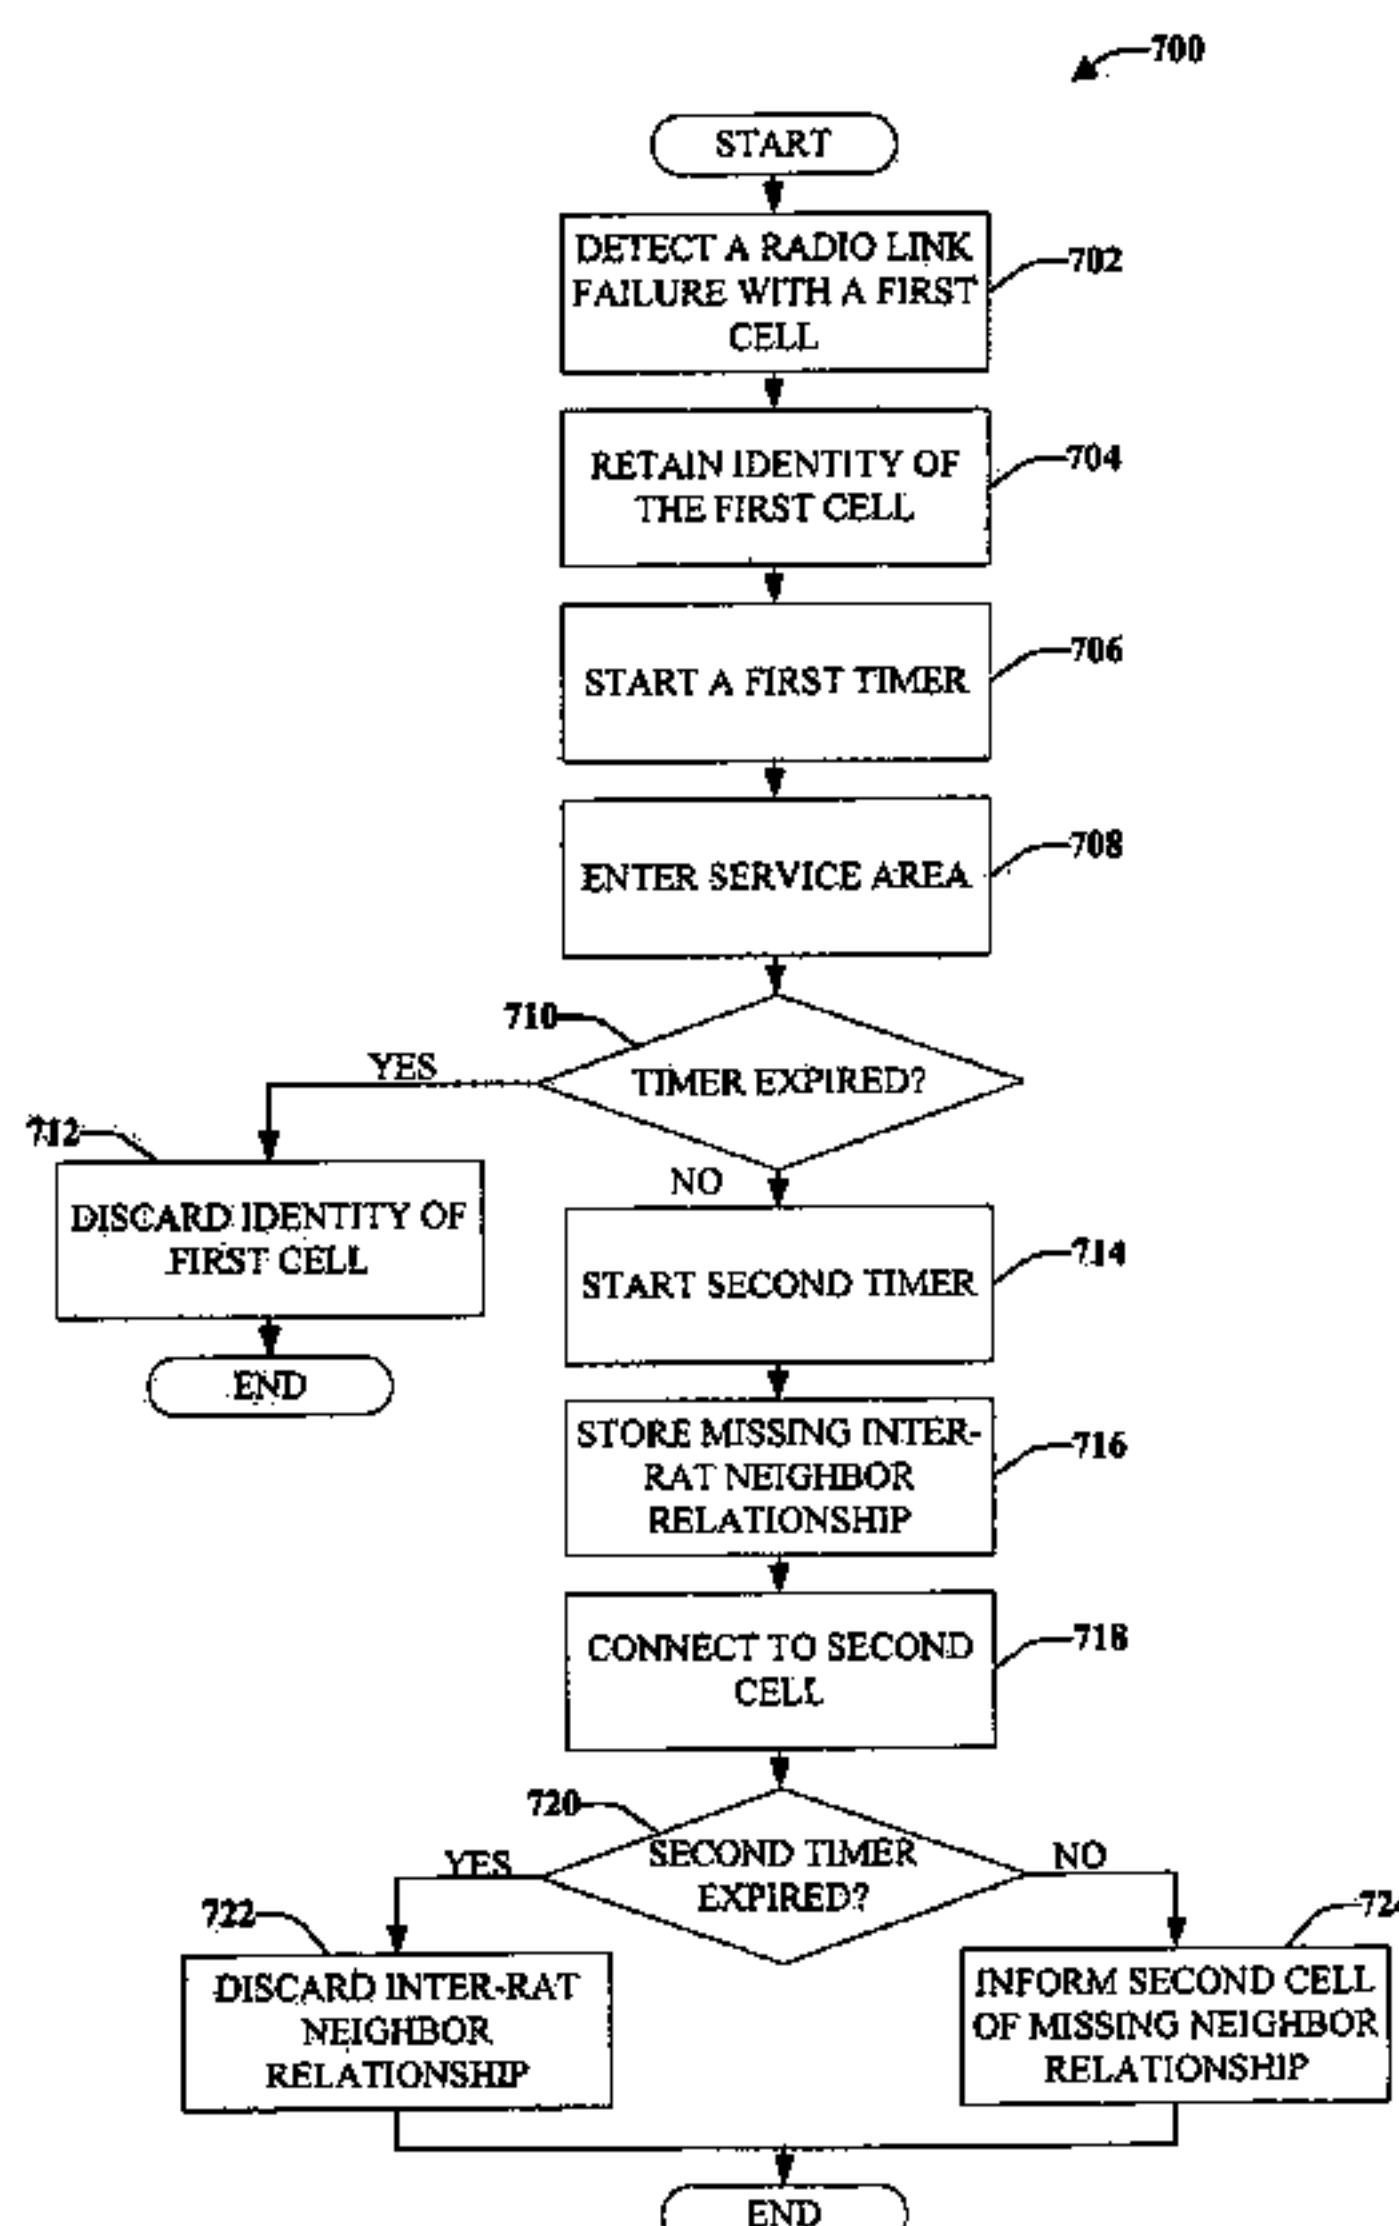 700
START
DETECT A RADIO LINK
FAILURE WITH A FIRST
CELL
702
RETAIN IDENTITY OF
THE FIRST CELL
704
START A FIRST TIMER
706
ENTER SERVICE AREA
708
710
TIMER EXPIRED?
YES
NO
712
DISCARD IDENTITY OF
FIRST CELL
END
START SECOND TIMER
714
STORE MISSING INTER-
RAT NEIGHBOR
RELATIONSHIP
716
CONNECT TO SECOND
CELL
718
720
SECOND TIMER
EXPIRED?
YES
NO
722
DISCARD INTER-RAT
NEIGHBOR
RELATIONSHIP
INFORM SECOND CELL
OF MISSING NEIGHBOR
RELATIONSHIP
END